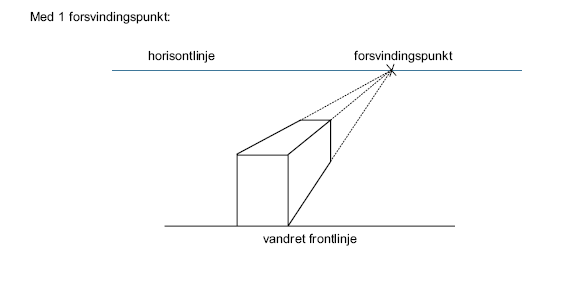 Med 1 forsvindingspunkt:
horisontlinje forsvindingspunkt
vandret frontlinje